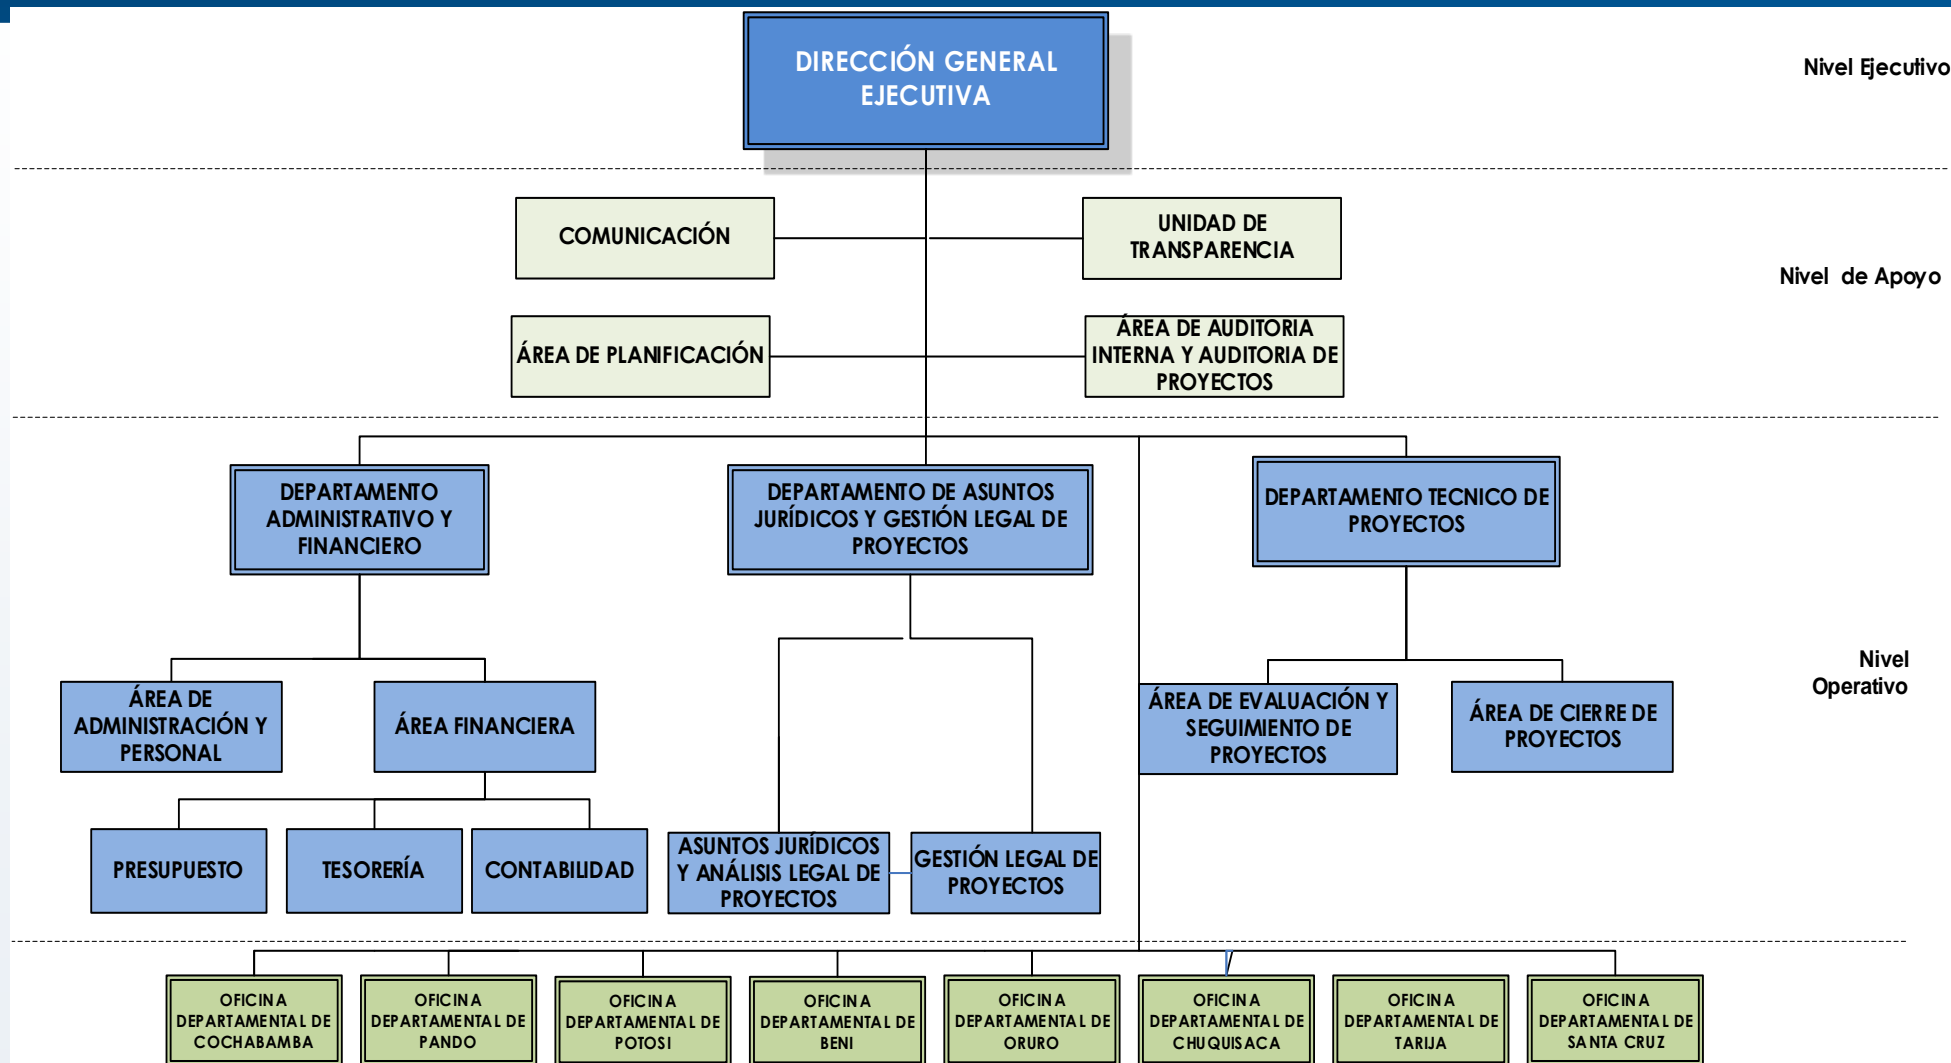 DIRECCIÓN GENERAL
EJECUTIVA
Nivel Ejecutivo
COMUNICACIÓN
UNIDAD DE
TRANSPARENCIA
Nivel de Apoyo
ÁREA DE PLANIFICACIÓN
ÁREA DE AUDITORIA
INTERNA Y AUDITORIA DE
PROYECTOS
DEPARTAMENTO
ADMINISTRATIVO Y
FINANCIERO
DEPARTAMENTO DE ASUNTOS
JURÍDICOS Y GESTIÓN LEGAL DE
PROYECTOS
DEPARTAMENTO TECNICO DE
PROYECTOS
Nivel
Operativo
ÁREA DE
ADMINISTRACIÓN Y
PERSONAL
ÁREA FINANCIERA
ÁREA DE EVALUACIÓN Y
SEGUIMIENTO DE
PROYECTOS
ÁREA DE CIERRE DE
PROYECTOS
PRESUPUESTO
TESORERÍA
CONTABILIDAD
ASUNTOS JURÍDICOS
Y ANÁLISIS LEGAL DE
PROYECTOS
GESTIÓN LEGAL DE
PROYECTOS
OFICINA
DEPARTAMENTAL DE
COCHABAMBA
OFICINA
DEPARTAMENTAL DE
PANDO
OFICINA
DEPARTAMENTAL DE
POTOSI
OFICINA
DEPARTAMENTAL DE
BENI
OFICINA
DEPARTAMENTAL DE
ORURO
OFICINA
DEPARTAMENTAL DE
CHUQUISACA
OFICINA
DEPARTAMENTAL DE
TARIJA
OFICINA
DEPARTAMENTAL DE
SANTA CRUZ